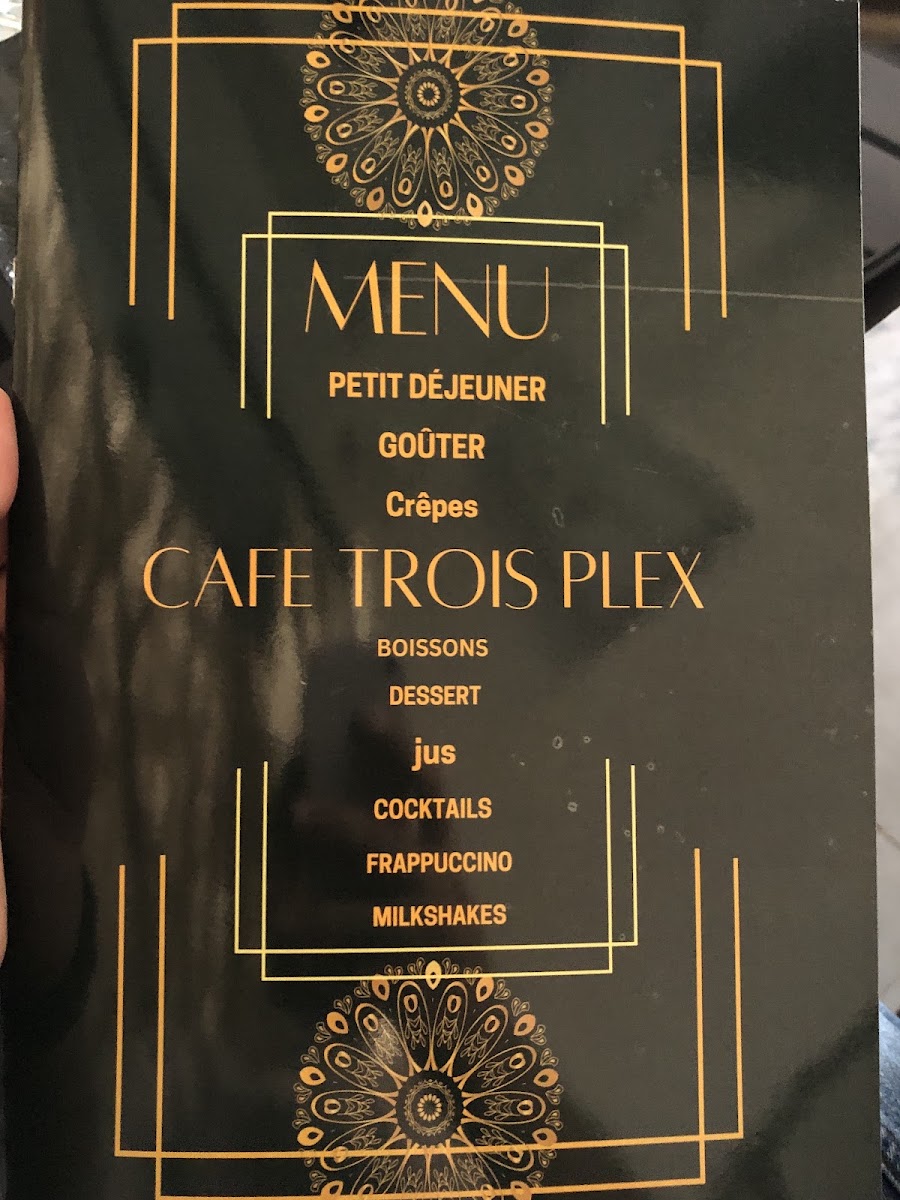 MENU
PETIT DÉJEUNER
GOÛTER
Crêpes
CAFE TROIS PLEX
BOISSONS
DESSERT
jus
COCKTAILS
FRAPPUCCINO
MILKSHAKES